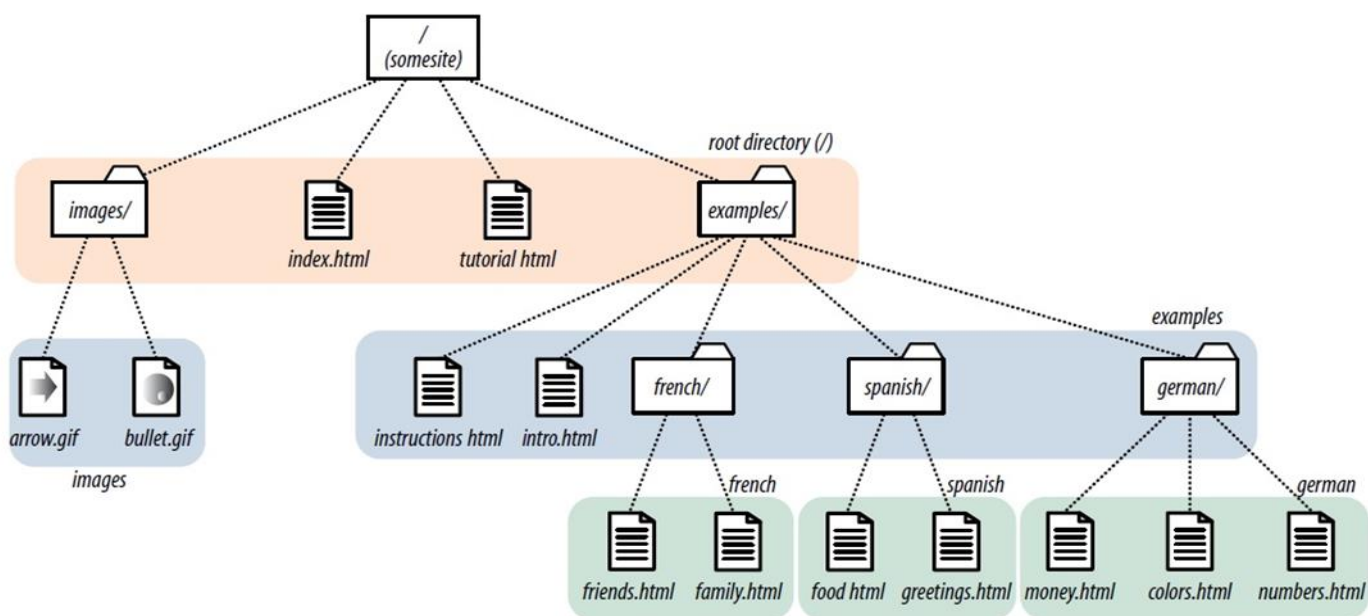 /
(somesite)
root directory (/)
images/
index.html
tutorial html
examples/
examples
arrow.gif
bullet.gif
images
instructions html
intro.html
french/
spanish/
german/
french
spanish
german
friends.html
family.html
food html
greetings.html
money.html
colors.html
numbers.html